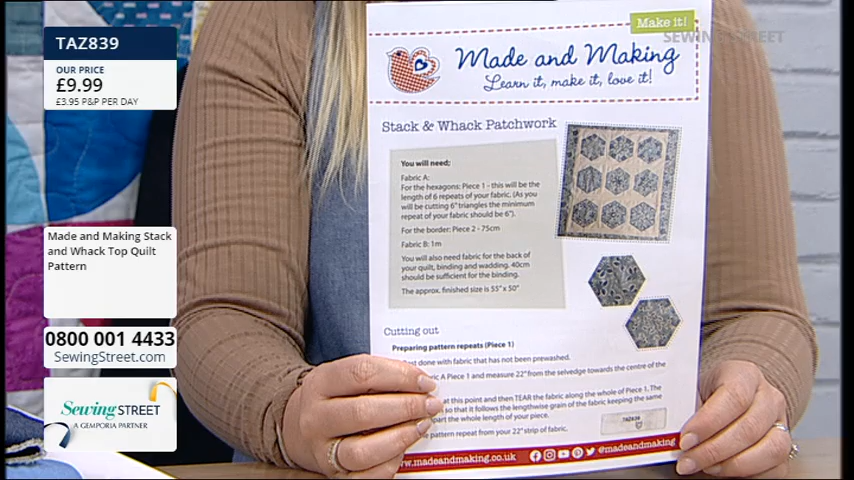 TAZ839
OUR PRICE
£9.99
£3.95 P&P PER DAY
Made and Making Stack
and Whack Top Quilt
Pattern
0800 001 4433
SewingStreet.com
Sewing STREET
A GEMPORIA PARTNER
SEWING STREET
Make it!
Made and Making
Learn it, make it, love it!
Stack & Whack Patchwork
You will need;
Fabric A:
For the hexagons: Piece 1 - this will be the
length of 6 repeats of your fabric. (As you
will be cutting 6" triangles the minimum
repeat of your fabric should be 6").
For the border: Piece 2 - 75cm
Fabric B: 1m
You will also need fabric for the back of
your quilt, binding and wadding. 40cm
should be sufficient for the binding.
The approx. finished size is 55" x 50"
Cutting out
Preparing pattern repeats (Piece 1)
done with fabric that has not been prewashed.
A Piece 1 and measure 22" from the selvedge towards the centre of the
at this point and then TEAR the fabric along the whole of Piece 1. The
so that it follows the lengthwise grain of the fabric keeping the same
part the whole length of your piece.
pattern repeat from your 22" strip of fabric.
TAZ839
www.madeandmaking.co.uk @madeandmaking